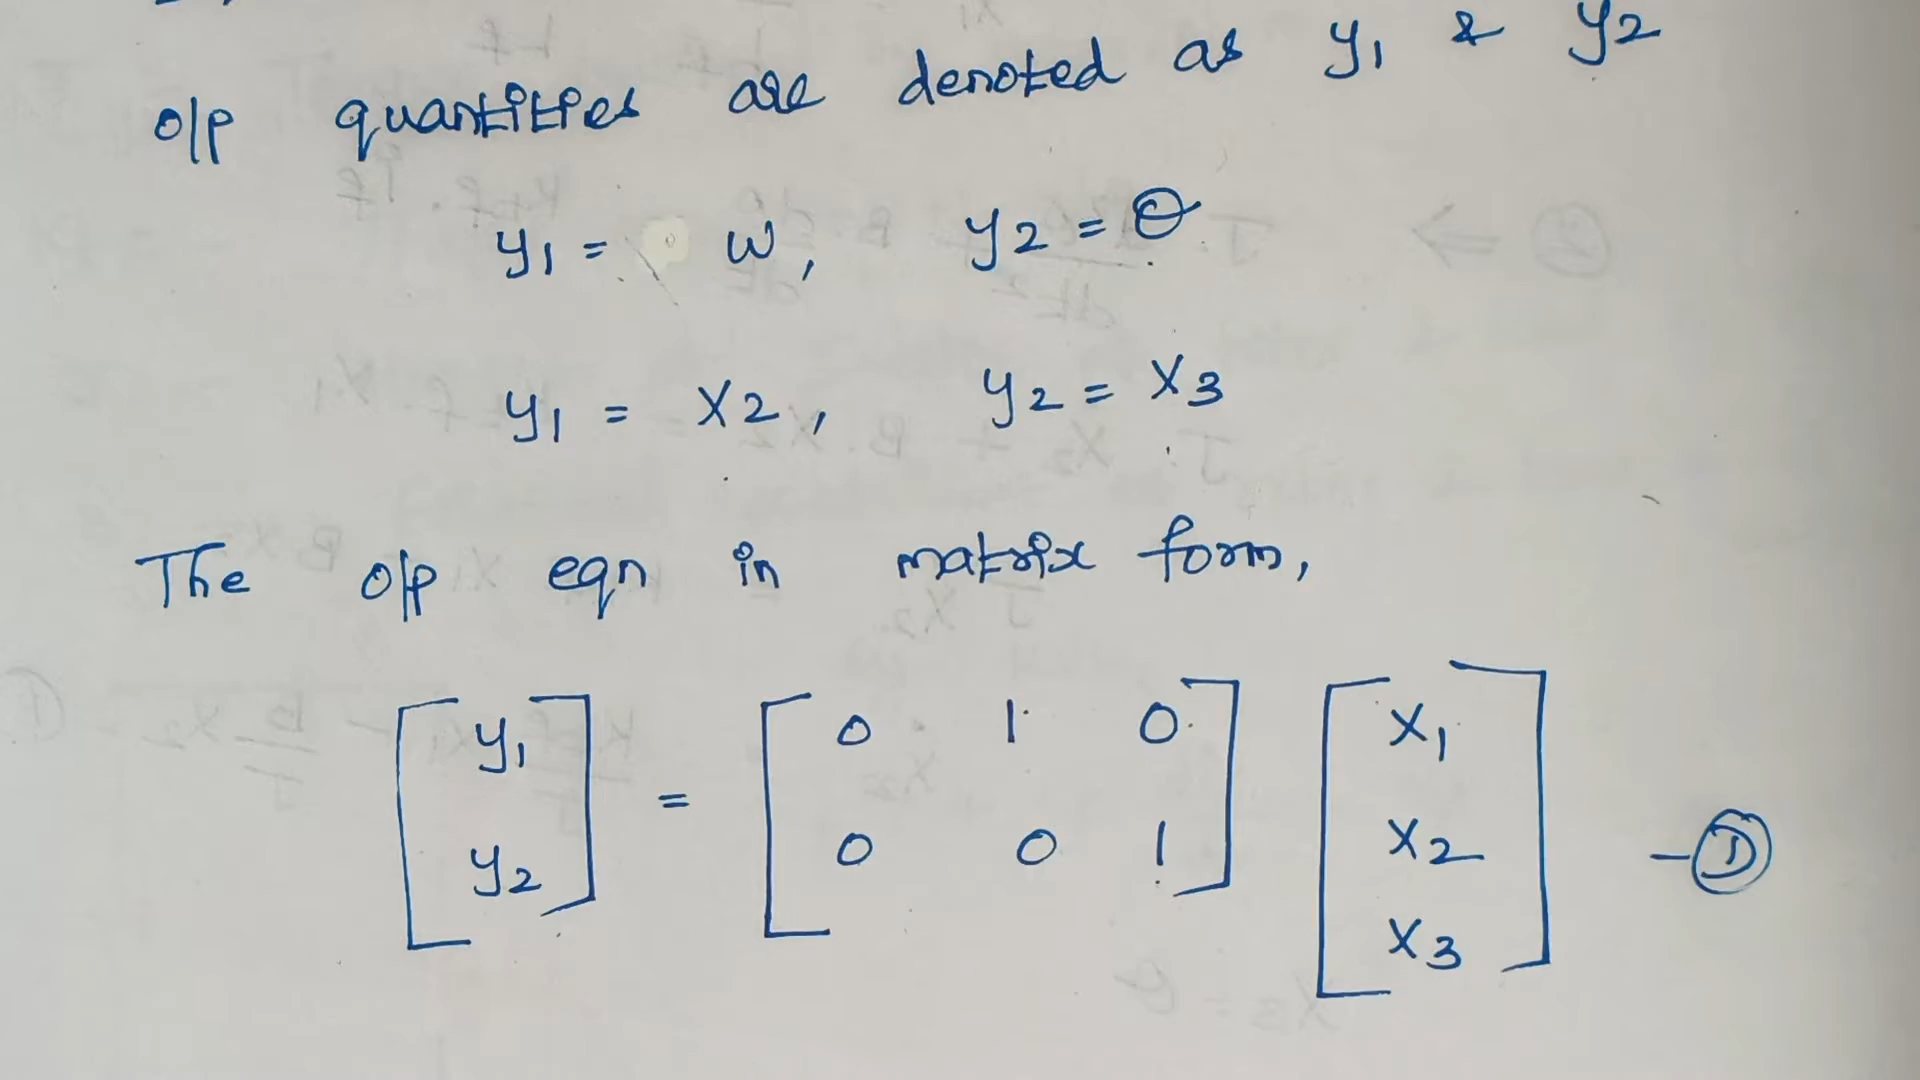 o/p quantities are denoted as y1 & y2
y1 = ω, y2 = θ
y1 = x2, y2 = x3
The o/p eqn in matrix form,
[y1 y2] = [0 1 0 0 0 1] [x1 x2 x3] - D